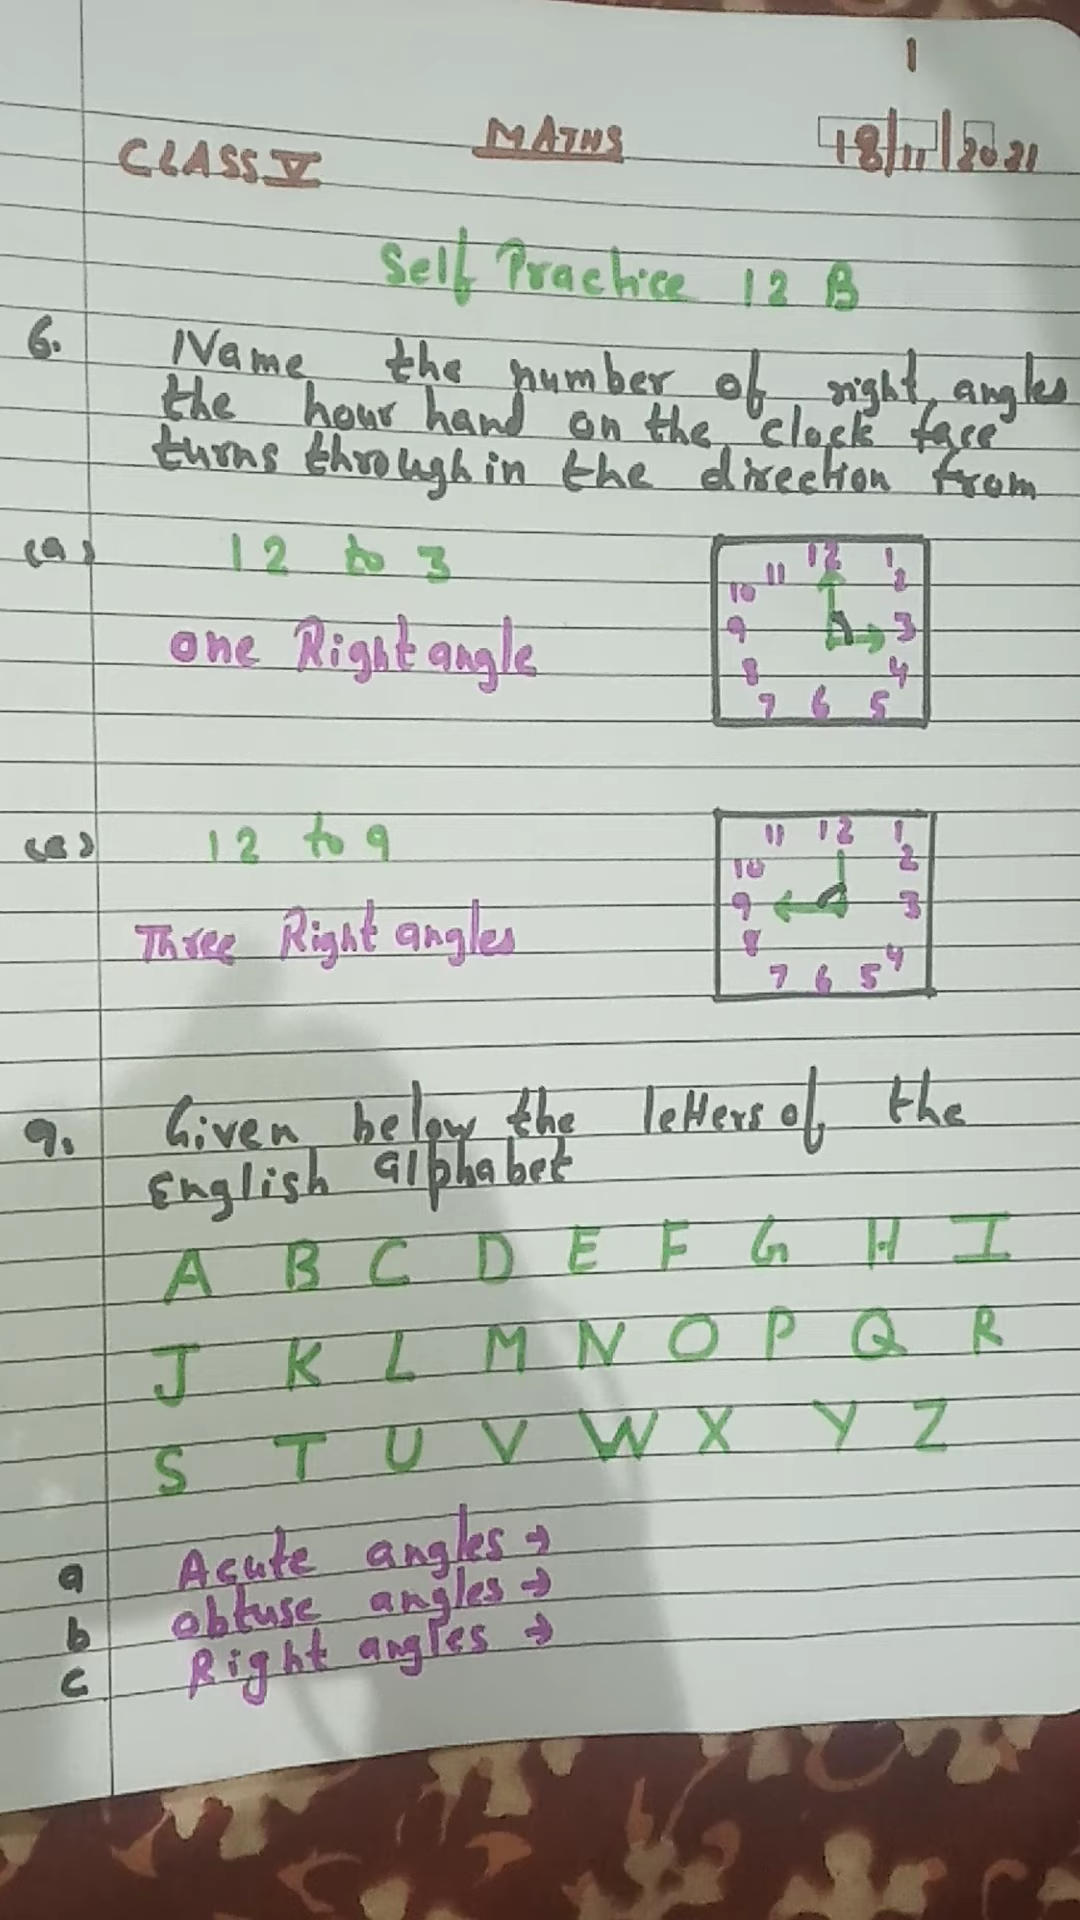 1
CLASS V MATHS 18/11/2021
Self Practice 12 B
6. Name the number of right angles
the hour hand on the clock face
turns through in the direction from
(a) 12 to 3
one Right angle
12 1 2 3 4 5 6 7 8 9 10 11
(B) 12 to 9
Three Right angles
12 1 2 3 4 5 6 7 8 9 10 11
9. Given below the letters of the
English alphabet
A B C D E F G H I
J K L M N O P Q R
S T U V W X Y Z
a Acute angles →
b obtuse angles →
c Right angles →